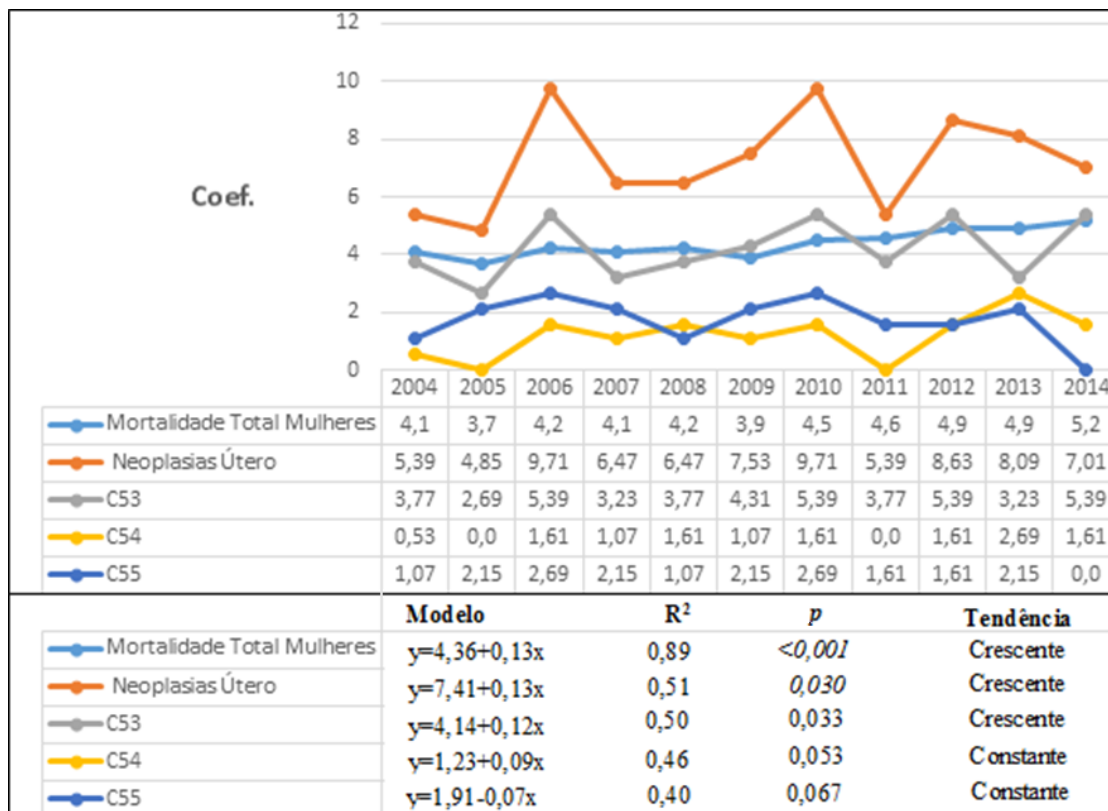 12
10
8
6
4
2
0
Coef.
2004 2005 2006 2007 2008 2009 2010 2011 2012 2013 2014
Mortalidade Total Mulheres 4,1 3,7 4,2 4,1 4,2 3,9 4,5 4,6 4,9 4,9 5,2
Neoplasias Útero 5,39 4,85 9,71 6,47 6,47 7,53 9,71 5,39 8,63 8,09 7,01
C53 3,77 2,69 5,39 3,23 3,77 4,31 5,39 3,77 5,39 3,23 5,39
C54 0,53 0,0 1,61 1,07 1,61 1,07 1,61 0,0 1,61 2,69 1,61
C55 1,07 2,15 2,69 2,15 1,07 2,15 2,69 1,61 1,61 2,15 0,0
Modelo R² p Tendência
Mortalidade Total Mulheres y=4,36+0,13x 0,89 <0,001 Crescente
Neoplasias Útero y=7,41+0,13x 0,51 0,030 Crescente
C53 y=4,14+0,12x 0,50 0,033 Crescente
C54 y=1,23+0,09x 0,46 0,053 Constante
C55 y=1,91-0,07x 0,40 0,067 Constante